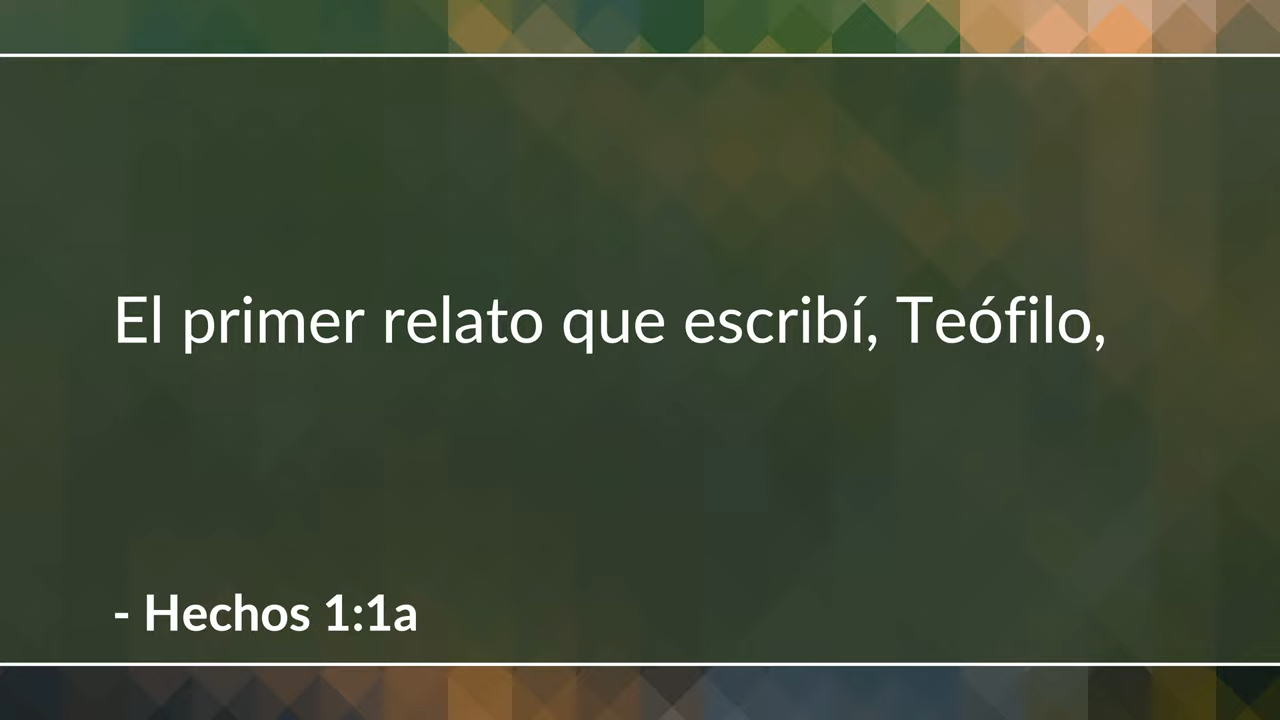 El primer relato que escribí, Teófilo,
- Hechos 1:1a